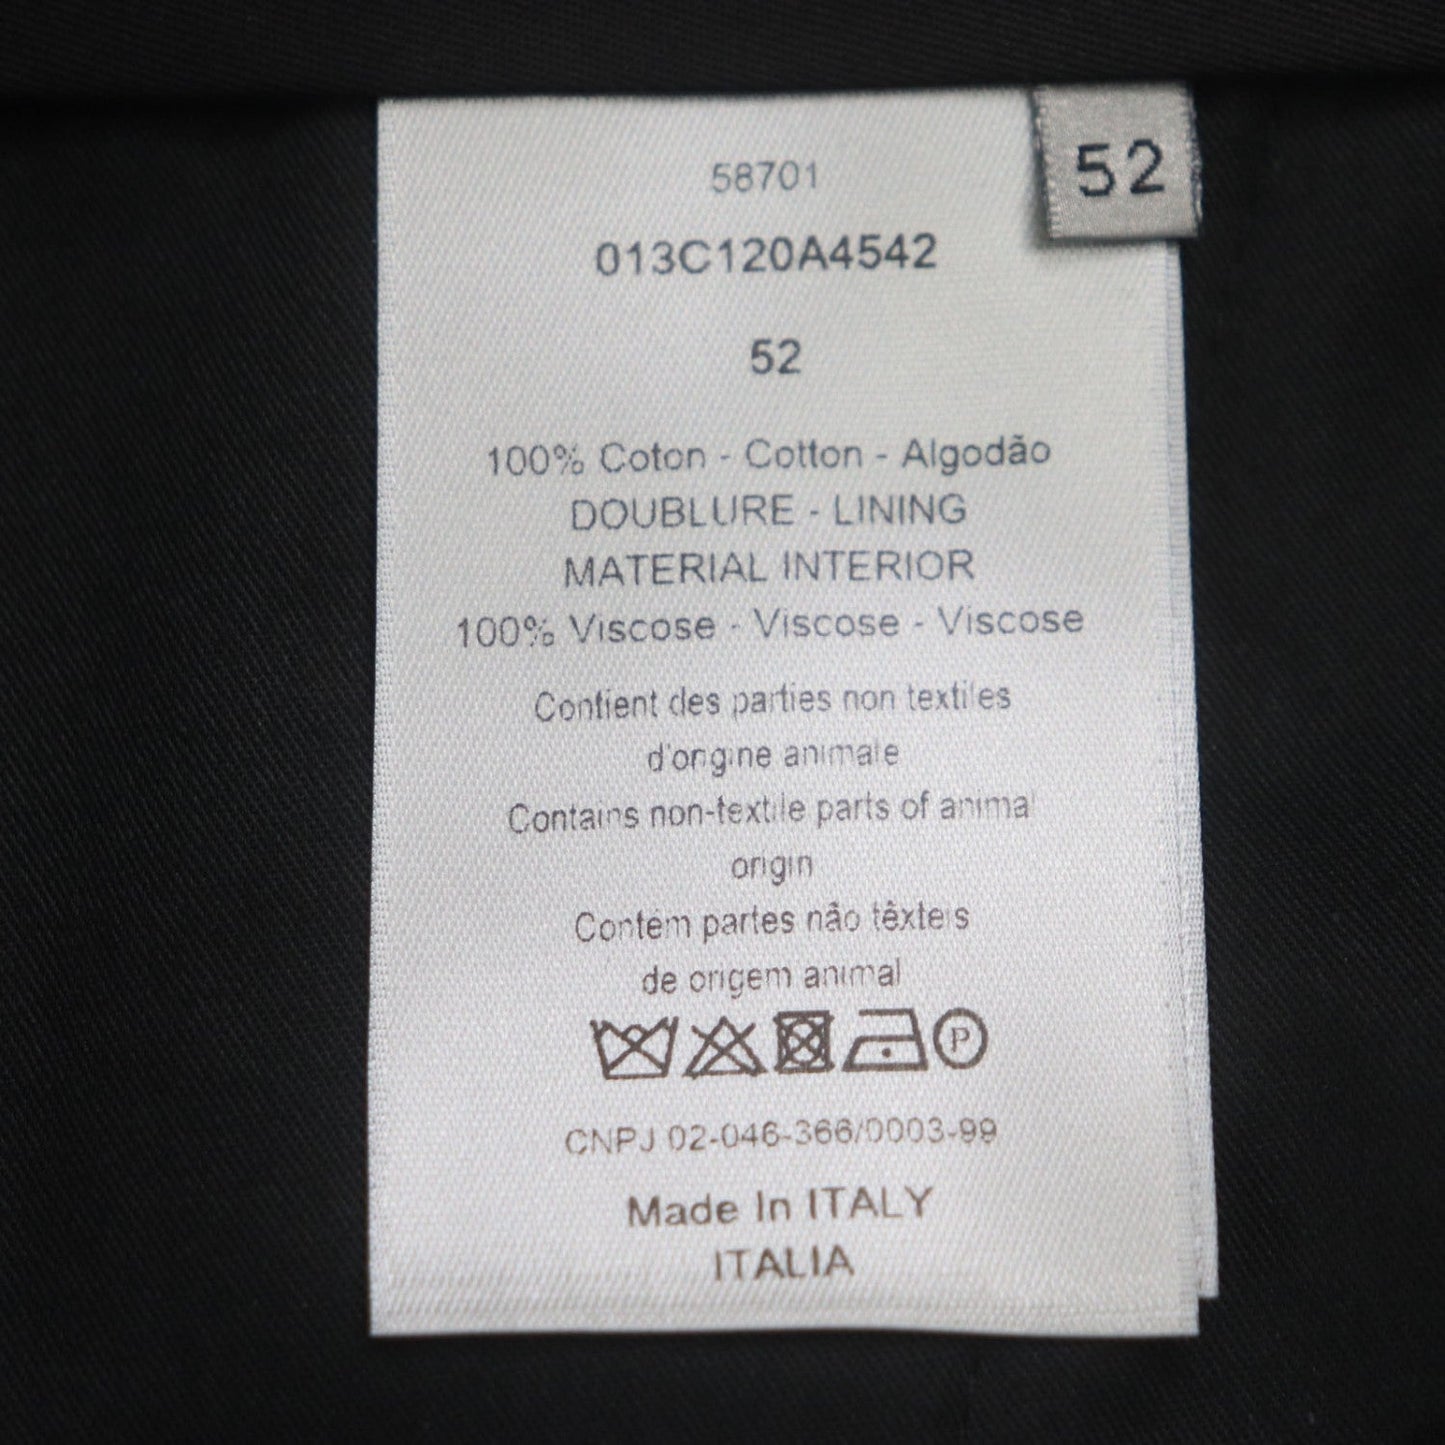 52
58701
013C120A4542
52
100% Coton - Cotton - Algodão
DOUBLURE - LINING
MATERIAL INTERIOR
100% Viscose - Viscose - Viscose
Contient des parties non textiles
d'origine animale
Contains non-textile parts of animal
origin
Contém partes não têxteis
de origem animal
P
CNPJ 02-046-366/0003-99
Made In ITALY
ITALIA